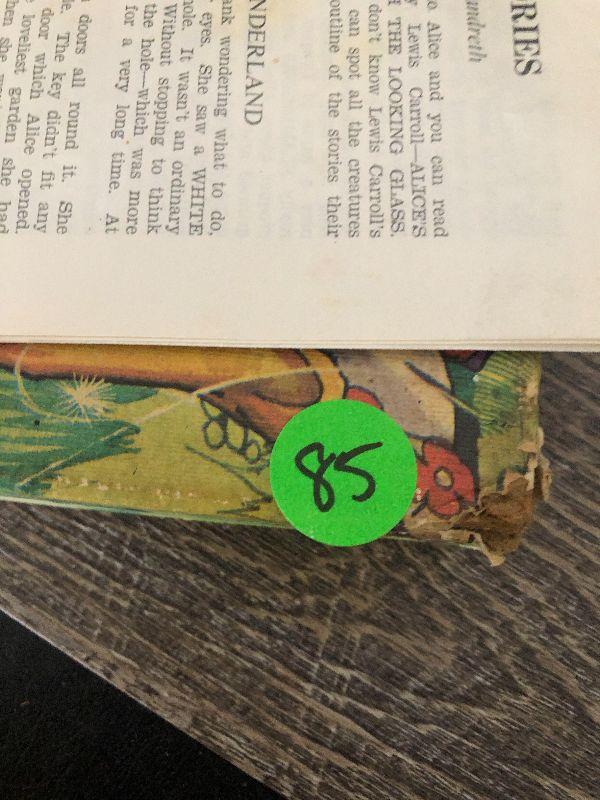 RIES
andreth
Alice and you can read
Lewis Carroll—ALICE'S
THE LOOKING GLASS.
don't know Lewis Carroll's
can spot all the creatures
outline of the stories their
NDERLAND
ank wondering what to do,
eyes. She saw a WHITE
hole. It wasn't an ordinary
Without stopping to think
the hole—which was more
for a very long time. At
doors all round it. She
le. The key didn't fit any
door which Alice opened.
loveliest garden she had
85